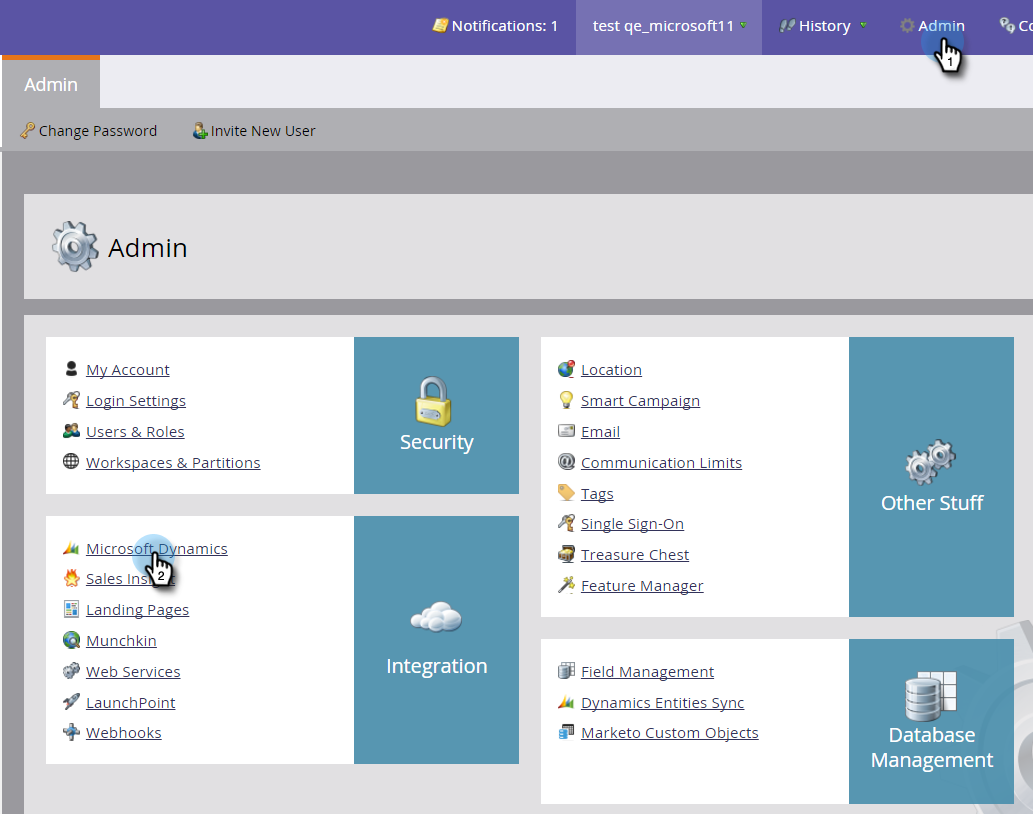 Notifications: 1 test qe_microsoft11 History Admin Co
1
Admin
Change Password Invite New User
Admin
My Account
Login Settings
Users & Roles
Workspaces & Partitions
Security
Microsoft Dynamics
2
Sales Ins
Landing Pages
Munchkin
Web Services
LaunchPoint
Webhooks
Integration
Location
Smart Campaign
Email
Communication Limits
Tags
Single Sign-On
Treasure Chest
Feature Manager
Other Stuff
Field Management
Dynamics Entities Sync
Marketo Custom Objects
Database
Management